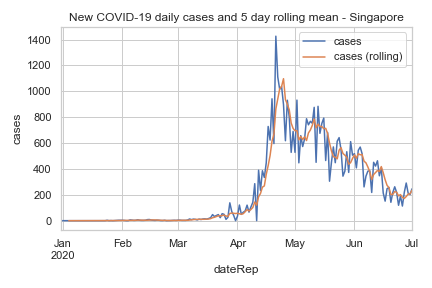 New COVID-19 daily cases and 5 day rolling mean - Singapore
cases
cases (rolling)
1400
1200
1000
800
600
400
200
0
cases
Jan
2020
Feb
Mar
Apr
May
Jun
Jul
dateRep